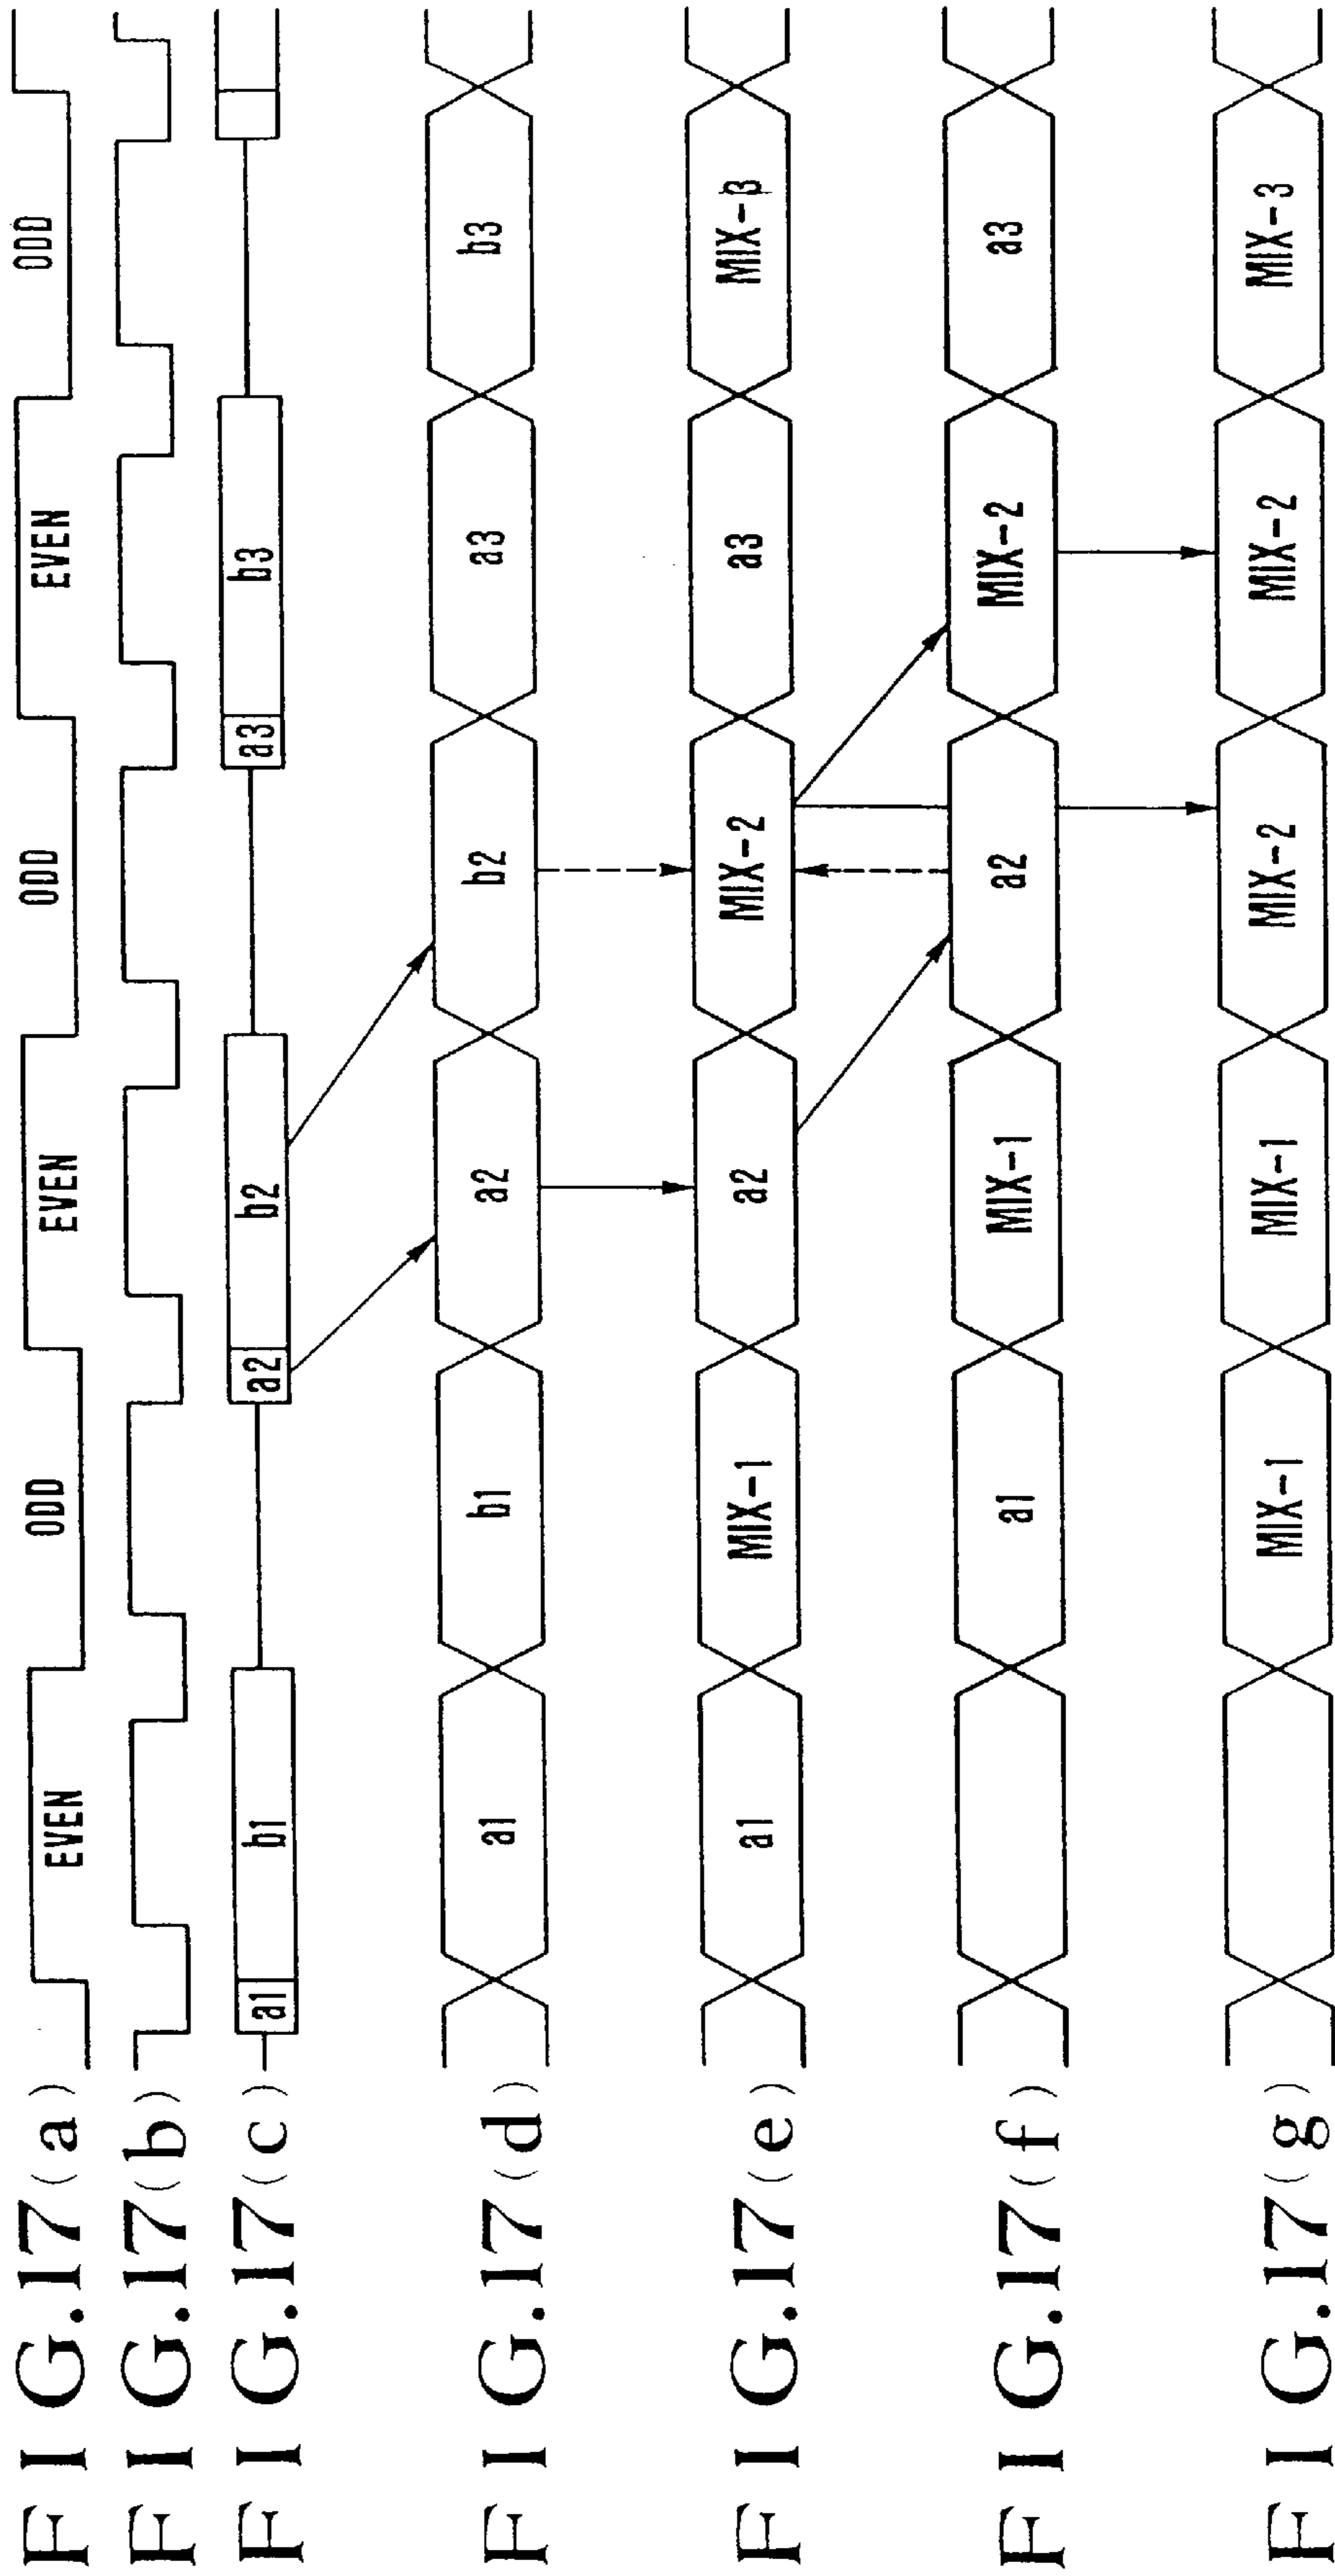 FIG.17(a) EVEN ODD EVEN ODD EVEN ODD
FIG.17(b)
FIG.17(c) a1 b1 a2 b2 a3 b3
FIG.17(d) a1 b1 a2 b2 a3 b3
FIG.17(e) a1 MIX-1 a2 MIX-2 a3 MIX-3
FIG.17(f) a1 MIX-1 a2 MIX-2 a3
FIG.17(g) MIX-1 MIX-1 MIX-2 MIX-2 MIX-3